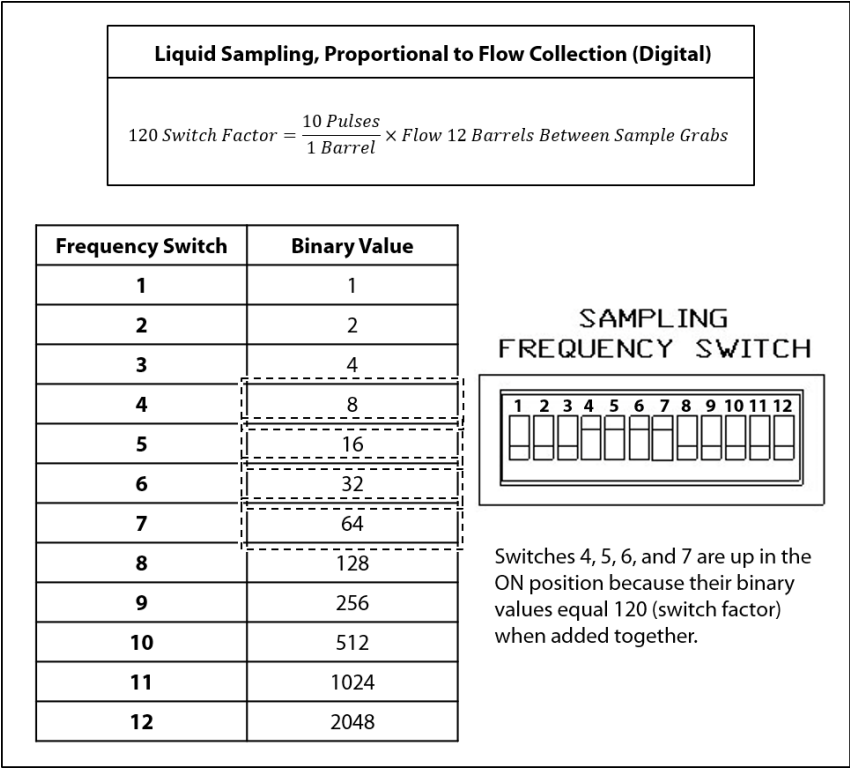 Liquid Sampling, Proportional to Flow Collection (Digital)
120 Switch Factor = 10 Pulses / 1 Barrel × Flow 12 Barrels Between Sample Grabs
Frequency Switch Binary Value
1 1
2 2
3 4
4 8
5 16
6 32
7 64
8 128
9 256
10 512
11 1024
12 2048
SAMPLING
FREQUENCY SWITCH
1 2 3 4 5 6 7 8 9 10 11 12
Switches 4, 5, 6, and 7 are up in the
ON position because their binary
values equal 120 (switch factor)
when added together.